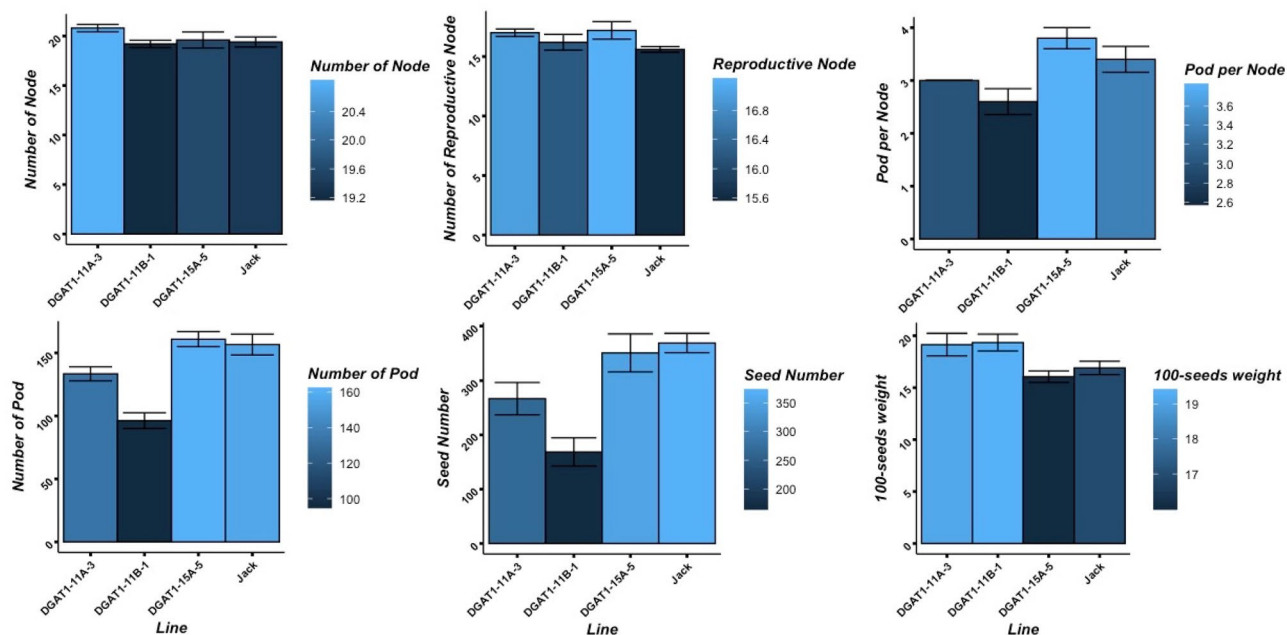 Number of Node
0
5
10
15
20
DGAT1-11A-3
DGAT1-11B-1
DGAT1-15A-5
Jack
Number of Node
20.4
20.0
19.6
19.2
Number of Reproductive Node
0
5
10
15
DGAT1-11A-3
DGAT1-11B-1
DGAT1-15A-5
Jack
Reproductive Node
16.8
16.4
16.0
15.6
Pod per Node
0
1
2
3
4
DGAT1-11A-3
DGAT1-11B-1
DGAT1-15A-5
Jack
Pod per Node
3.6
3.4
3.2
3.0
2.8
2.6
Number of Pod
0
50
100
150
DGAT1-11A-3
DGAT1-11B-1
DGAT1-15A-5
Jack
Line
Number of Pod
160
140
120
100
Seed Number
0
100
200
300
400
DGAT1-11A-3
DGAT1-11B-1
DGAT1-15A-5
Jack
Line
Seed Number
350
300
250
200
100-seeds weight
0
5
10
15
20
DGAT1-11A-3
DGAT1-11B-1
DGAT1-15A-5
Jack
Line
100-seeds weight
19
18
17